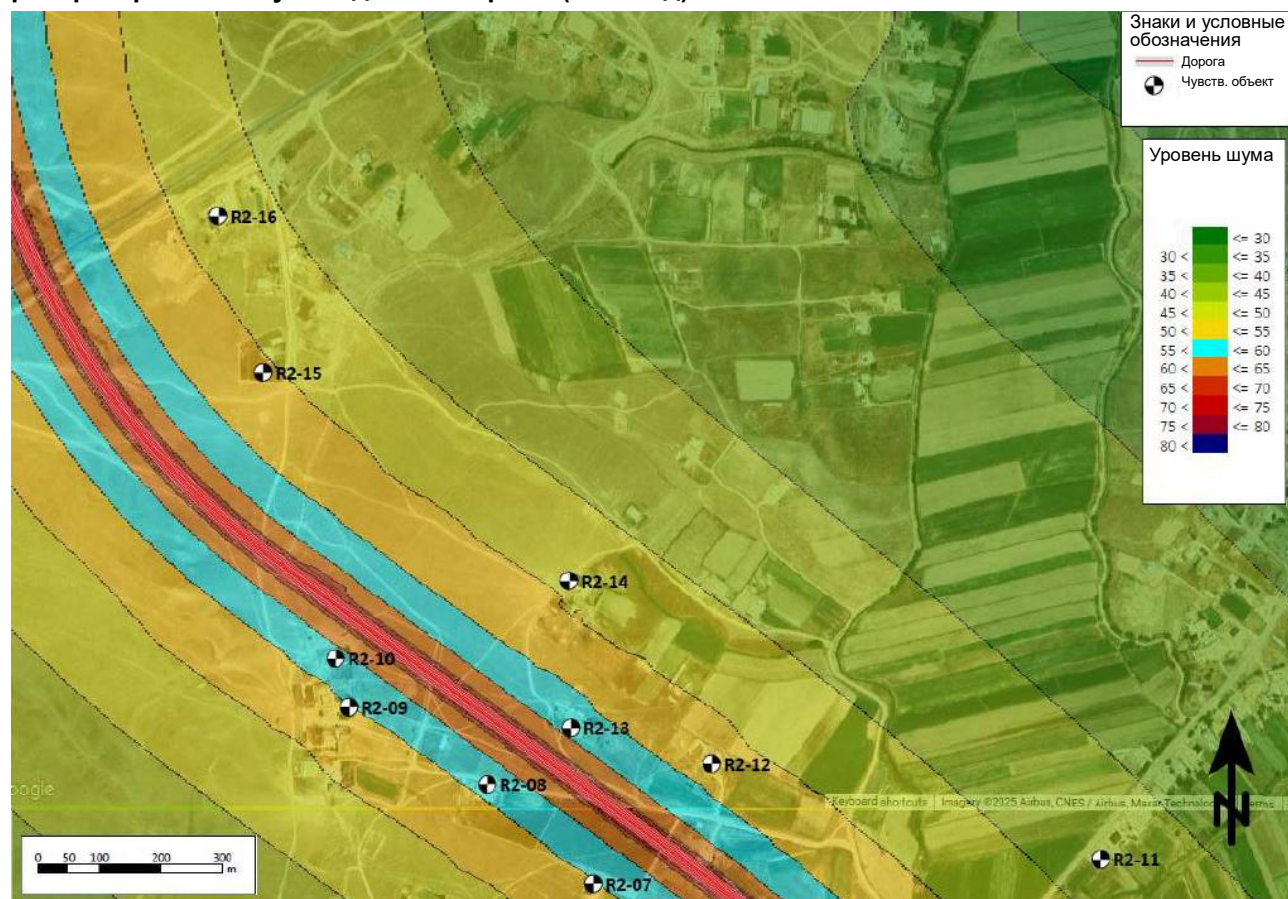 Знаки и условные
обозначения
Дорога
Чувств. объект
Уровень шума
<= 30
30 < <= 35
35 < <= 40
40 < <= 45
45 < <= 50
50 < <= 55
55 < <= 60
60 < <= 65
65 < <= 70
70 < <= 75
75 < <= 80
80 <
R2-16
R2-15
R2-14
R2-10
R2-09
R2-13
R2-12
R2-08
R2-11
R2-07
oogle
Keyboard shortcuts Imagery ©2025 Airbus, CNES / Airbus, Maxar Technolo Terms
N
0 50 100 200 300
m